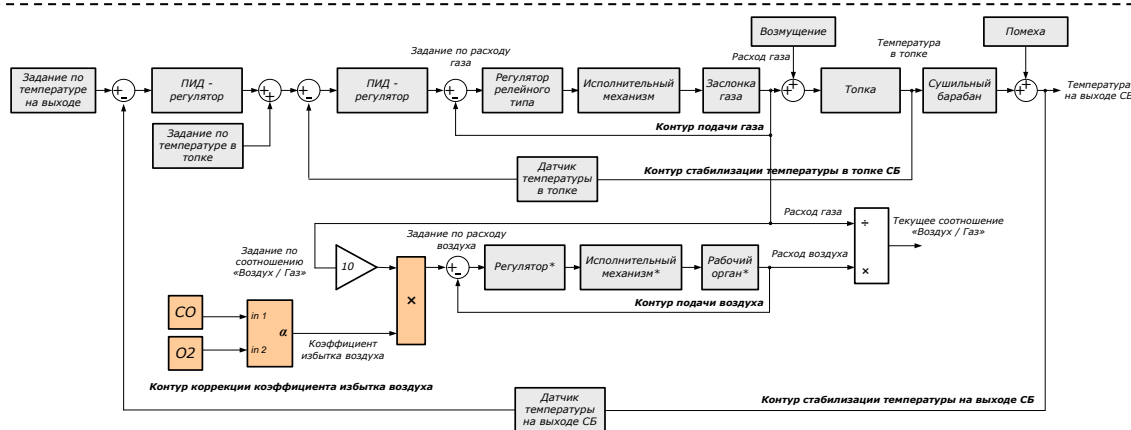 Возмущение
Помеха
Задание по расходу
газа
Расход газа
Температура
в топке
Задание по
температуре
на выходе
ПИД -
регулятор
ПИД -
регулятор
Регулятор
релейного
типа
Исполнительный
механизм
Заслонка
газа
Топка
Сушильный
барабан
Температура
на выходе СБ
Задание по
температуре в
топке
Контур подачи газа
Датчик
температуры
в топке
Контур стабилизации температуры в топке СБ
Расход газа
Текущее соотношение
«Воздух / Газ»
Задание по
соотношению
«Воздух / Газ»
10
Задание по расходу
воздуха
×
Регулятор*
Исполнительный
механизм*
Рабочий
орган*
Расход воздуха
÷
×
Контур подачи воздуха
CO
O2
in 1
in 2
α
Коэффициент
избытка воздуха
Контур коррекции коэффициента избытка воздуха
Датчик
температуры
на выходе СБ
Контур стабилизации температуры на выходе СБ